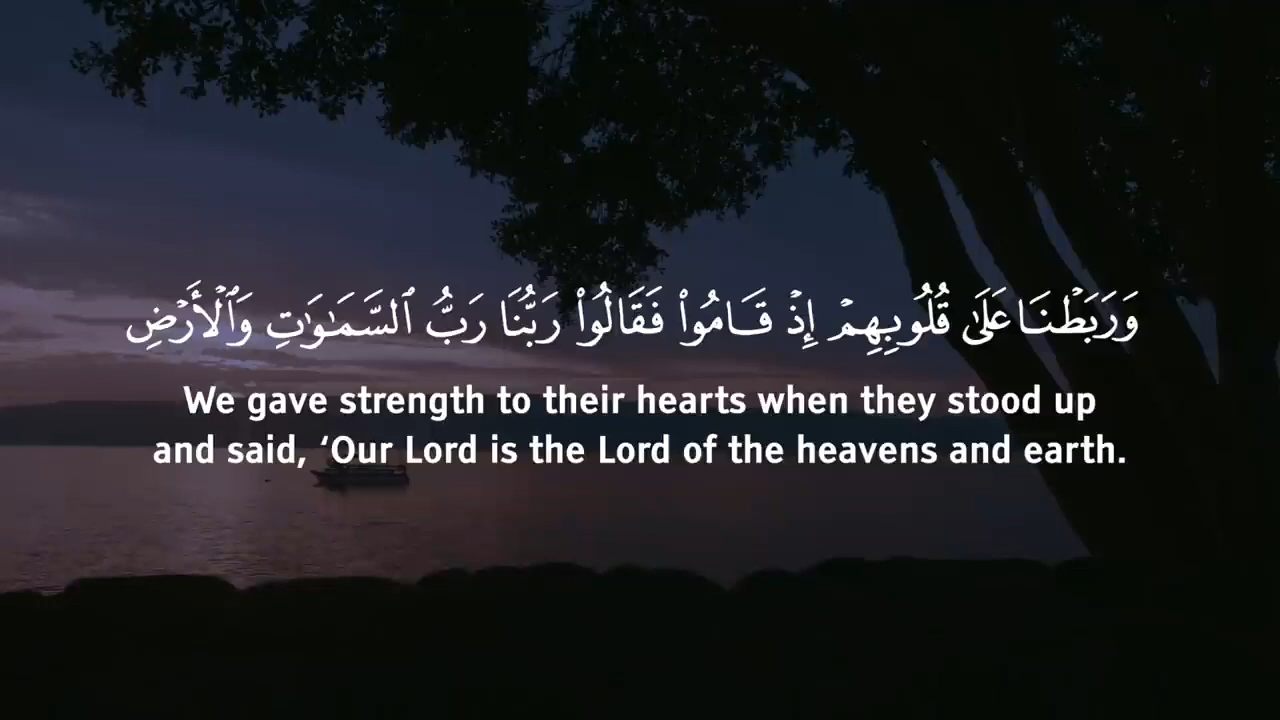 وَرَبَطْنَا عَلَىٰ قُلُوبِهِمْ إِذْ قَامُوا۟ فَقَالُوا۟ رَبُّنَا رَبُّ ٱلسَّمَـٰوَٰتِ وَٱلْأَرْضِ
We gave strength to their hearts when they stood up
and said, ‘Our Lord is the Lord of the heavens and earth.